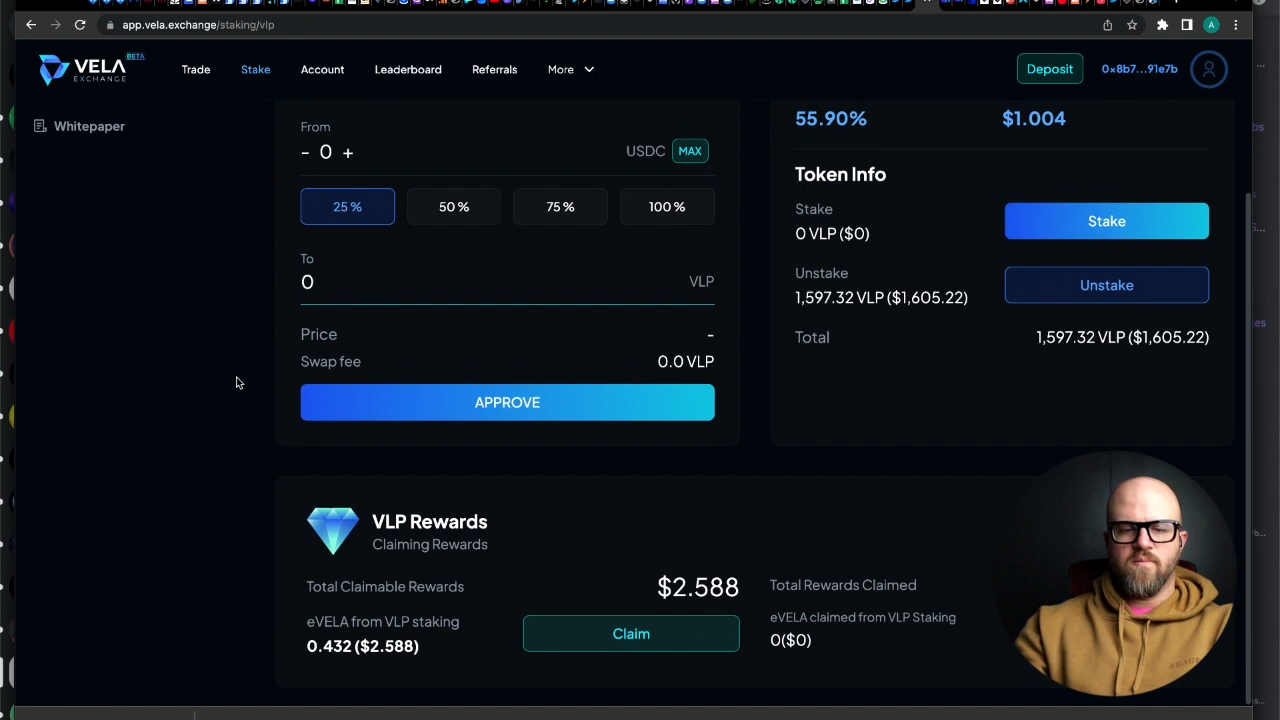 app.vela.exchange/staking/vlp
A
VELA BETA
EXCHANGE
Trade
Stake
Account
Leaderboard
Referrals
More
Deposit
0×8b7...91e7b
Whitepaper
From
- 0 +
USDC
MAX
25 %
50 %
75 %
100 %
To
0
VLP
Price
-
Swap fee
0.0 VLP
APPROVE
55.90%
$1.004
Token Info
Stake
0 VLP ($0)
Stake
Unstake
1,597.32 VLP ($1,605.22)
Unstake
Total
1,597.32 VLP ($1,605.22)
VLP Rewards
Claiming Rewards
Total Claimable Rewards
$2.588
eVELA from VLP staking
0.432 ($2.588)
Claim
Total Rewards Claimed
eVELA claimed from VLP Staking
0($0)